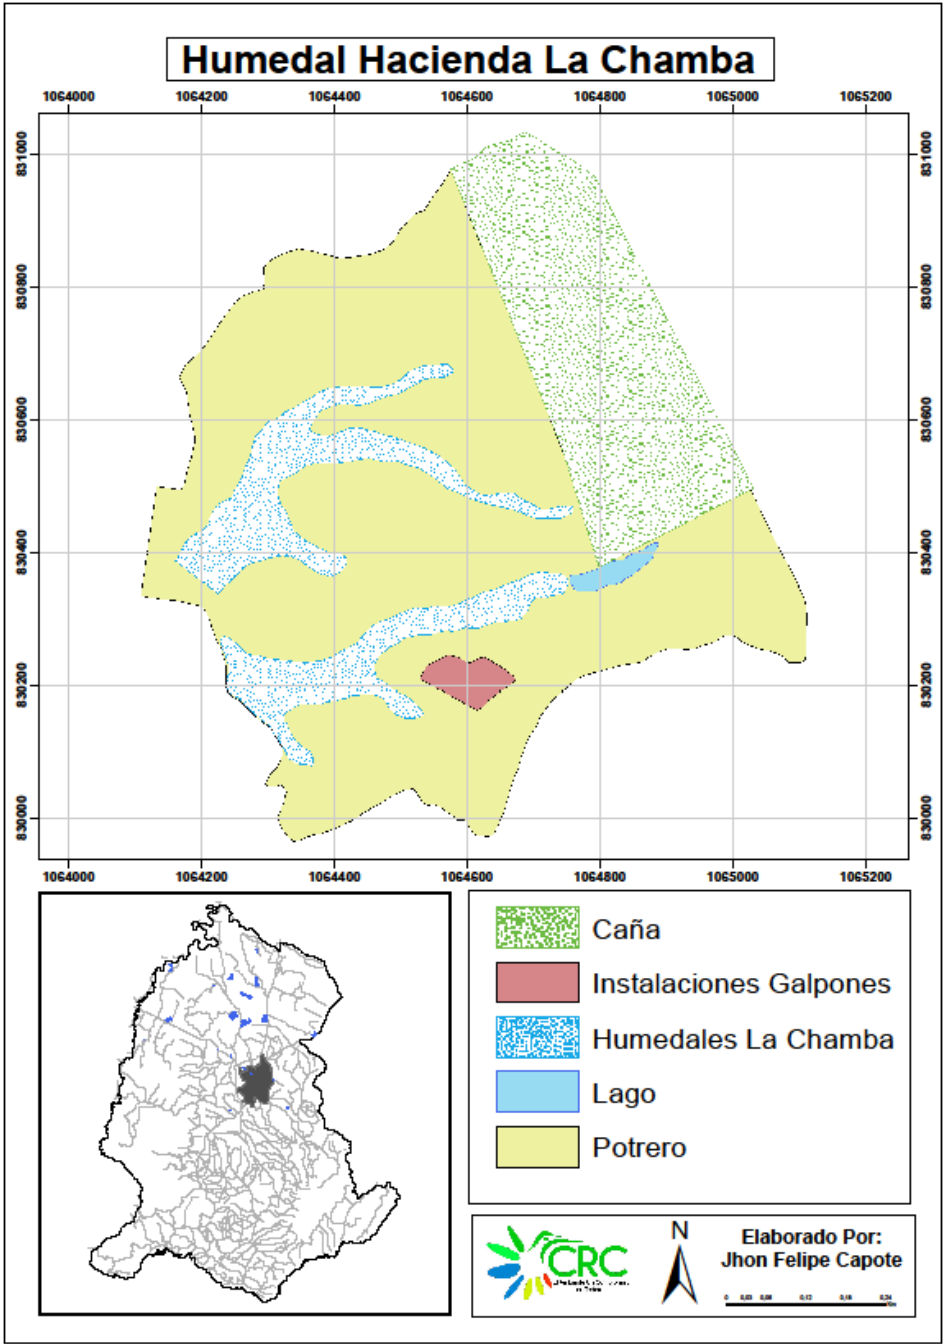 Humedal Hacienda La Chamba
1064000 1064200 1064400 1064600 1064800 1065000 1065200
831000 831000
830800 830800
830600 830600
830400 830400
830200 830200
830000 830000
1064000 1064200 1064400 1064600 1064800 1065000 1065200
Caña
Instalaciones Galpones
Humedales La Chamba
Lago
Potrero
CRC
N
Elaborado Por:
Jhon Felipe Capote